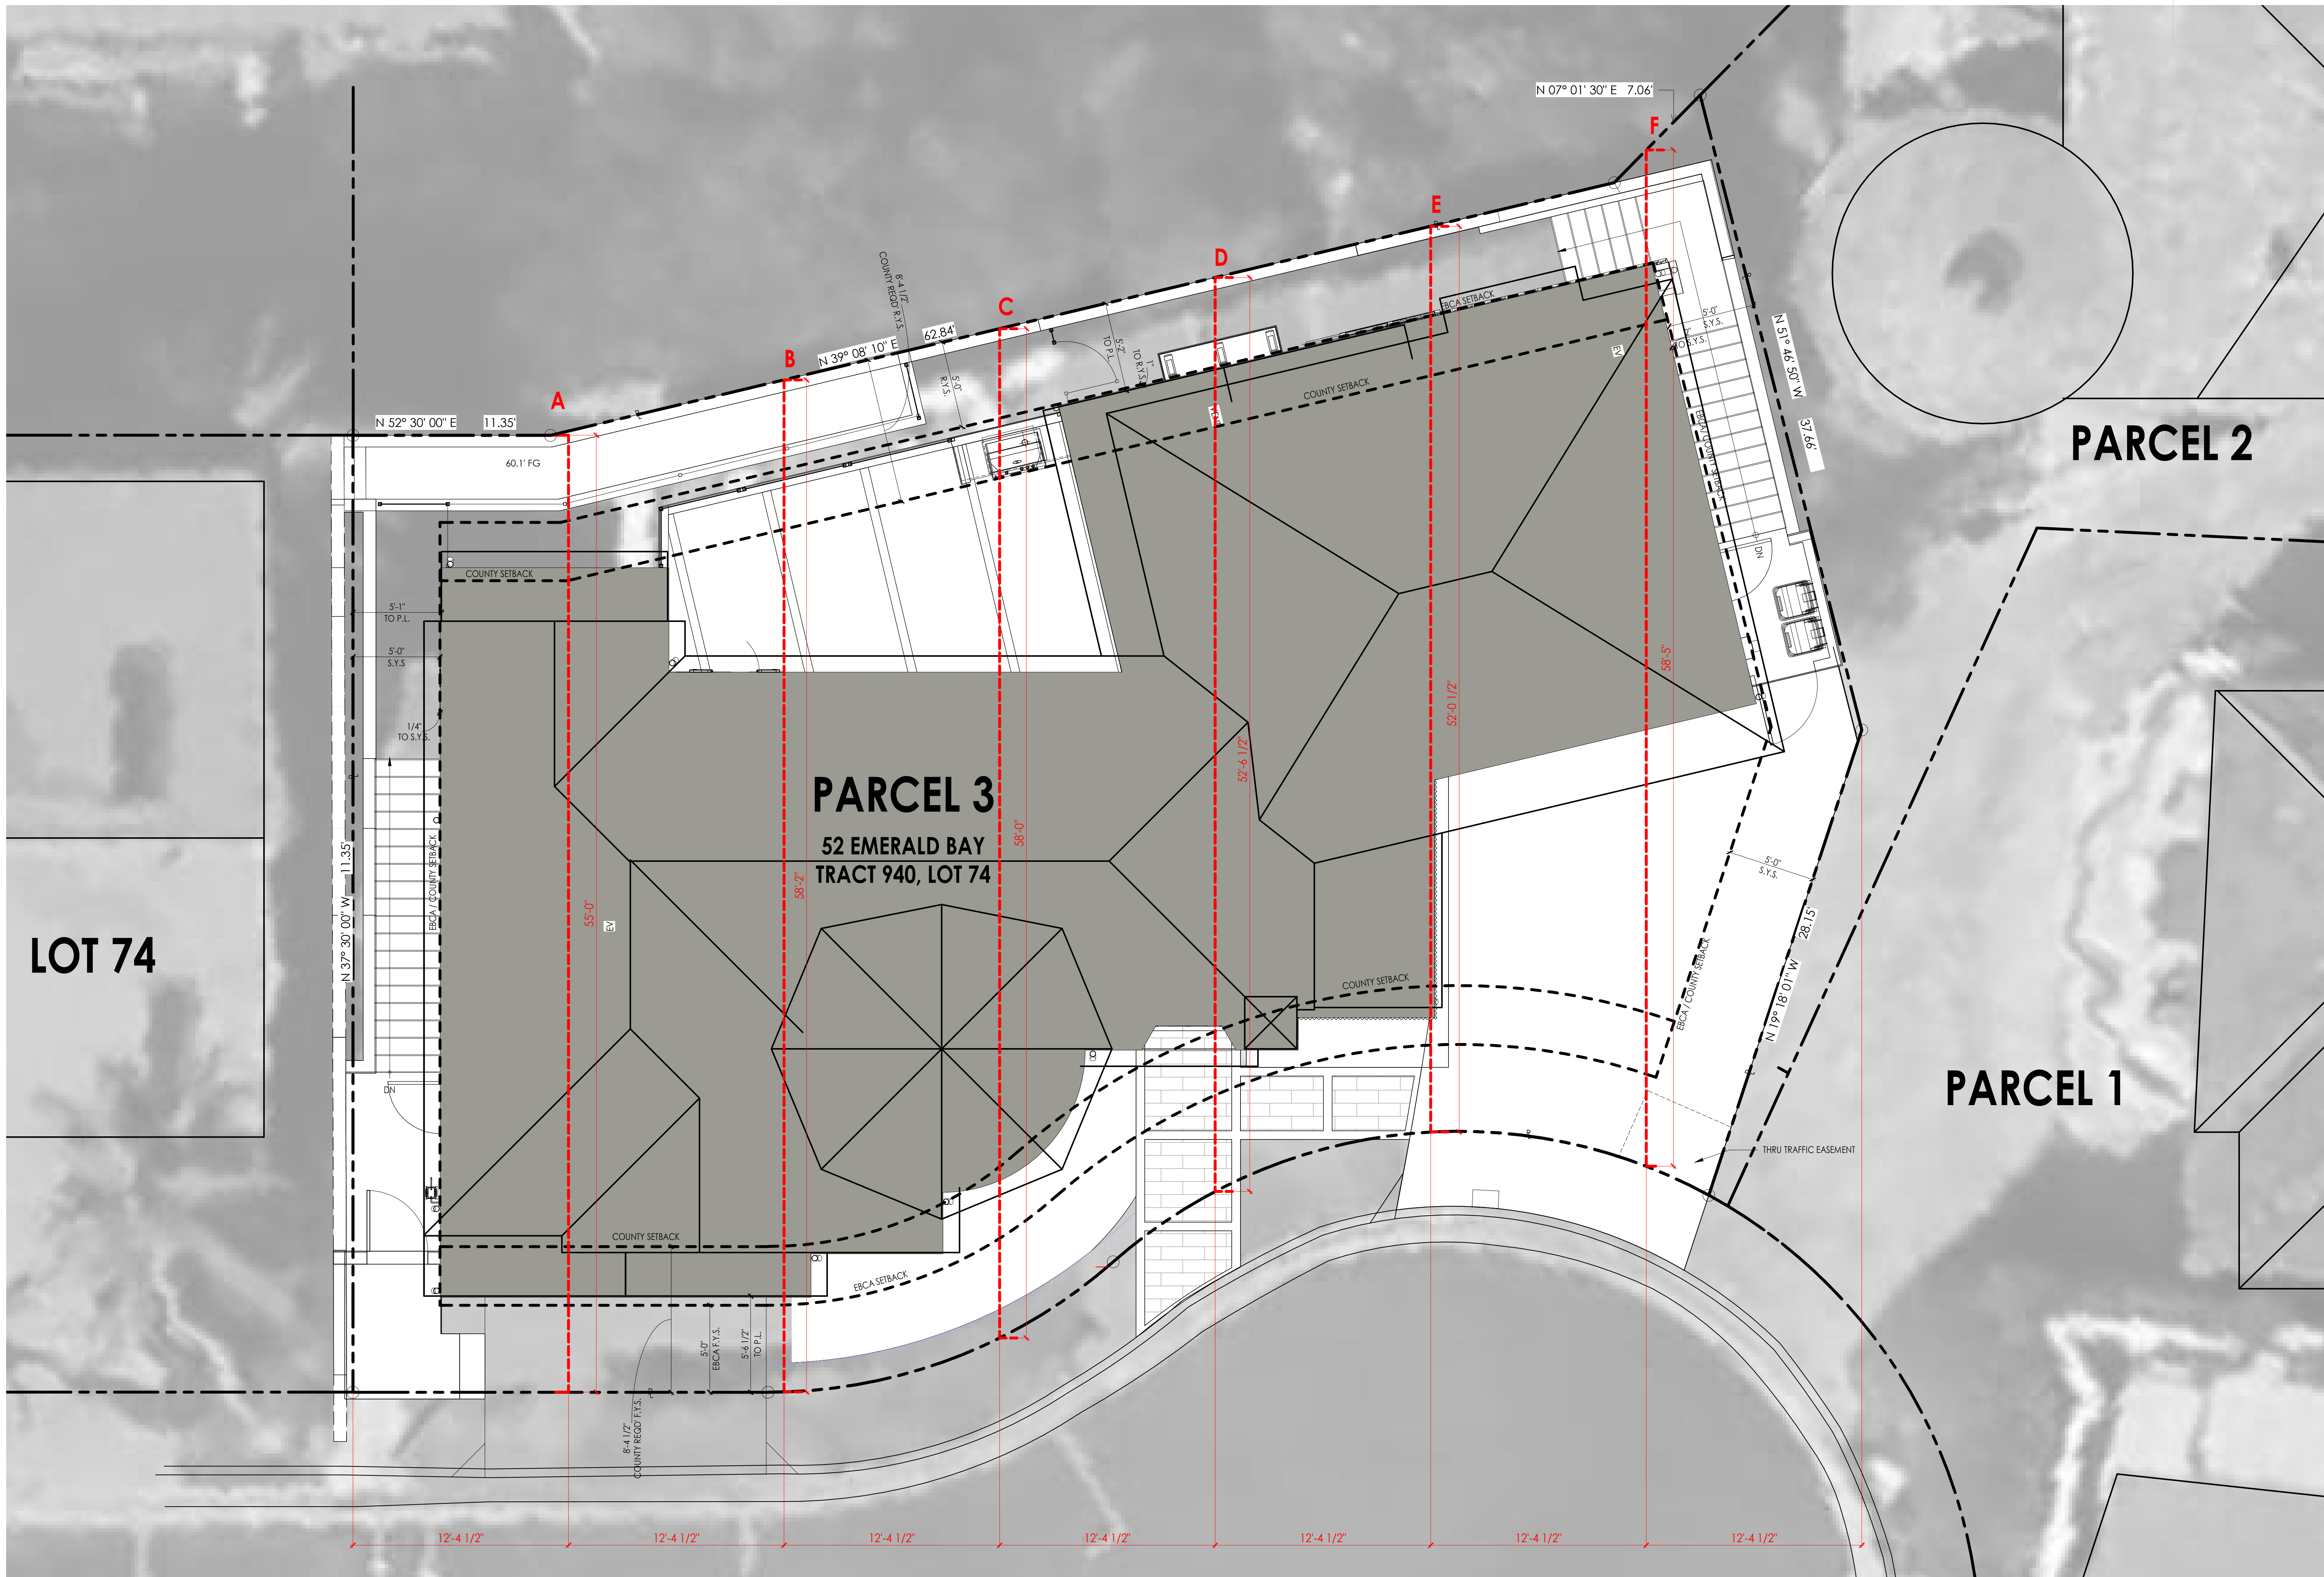 N 07° 01' 30" E 7.06'
F
E
D
C
B
A
8'-4 1/2"
COUNTY REQD' R.Y.S.
N 39° 08' 10" E
62.84'
N 52° 30' 00" E 11.35'
60.1' FG
5'-0"
R.Y.S.
5'-2"
TO P.L.
1"
TO R.Y.S.
EBCA SETBACK
COUNTY SETBACK
EV
5'-0"
S.Y.S.
TO S.Y.S.
N 51° 46' 50" W
37.66'
EBCA / COUNTY SETBACK
DN
PARCEL 2
COUNTY SETBACK
5'-1"
TO P.L.
5'-0"
S.Y.S
1/4"
TO S.Y.S.
58'-5"
52'-0 1/2"
52'-6 1/2"
58'-0"
58'-2"
55'-0"
EV
PARCEL 3
52 EMERALD BAY
TRACT 940, LOT 74
LOT 74
N 37° 30' 00" W 11.35'
EBCA / COUNTY SETBACK
DN
5'-0"
S.Y.S.
28.15'
N 19° 18' 01" W
EBCA / COUNTY SETBACK
COUNTY SETBACK
PARCEL 1
THRU TRAFFIC EASEMENT
COUNTY SETBACK
EBCA SETBACK
5'-0"
EBCA F.Y.S.
5'-6 1/2"
TO P.L.
8'-4 1/2"
COUNTY REQD' F.Y.S.
12'-4 1/2"
12'-4 1/2"
12'-4 1/2"
12'-4 1/2"
12'-4 1/2"
12'-4 1/2"
12'-4 1/2"